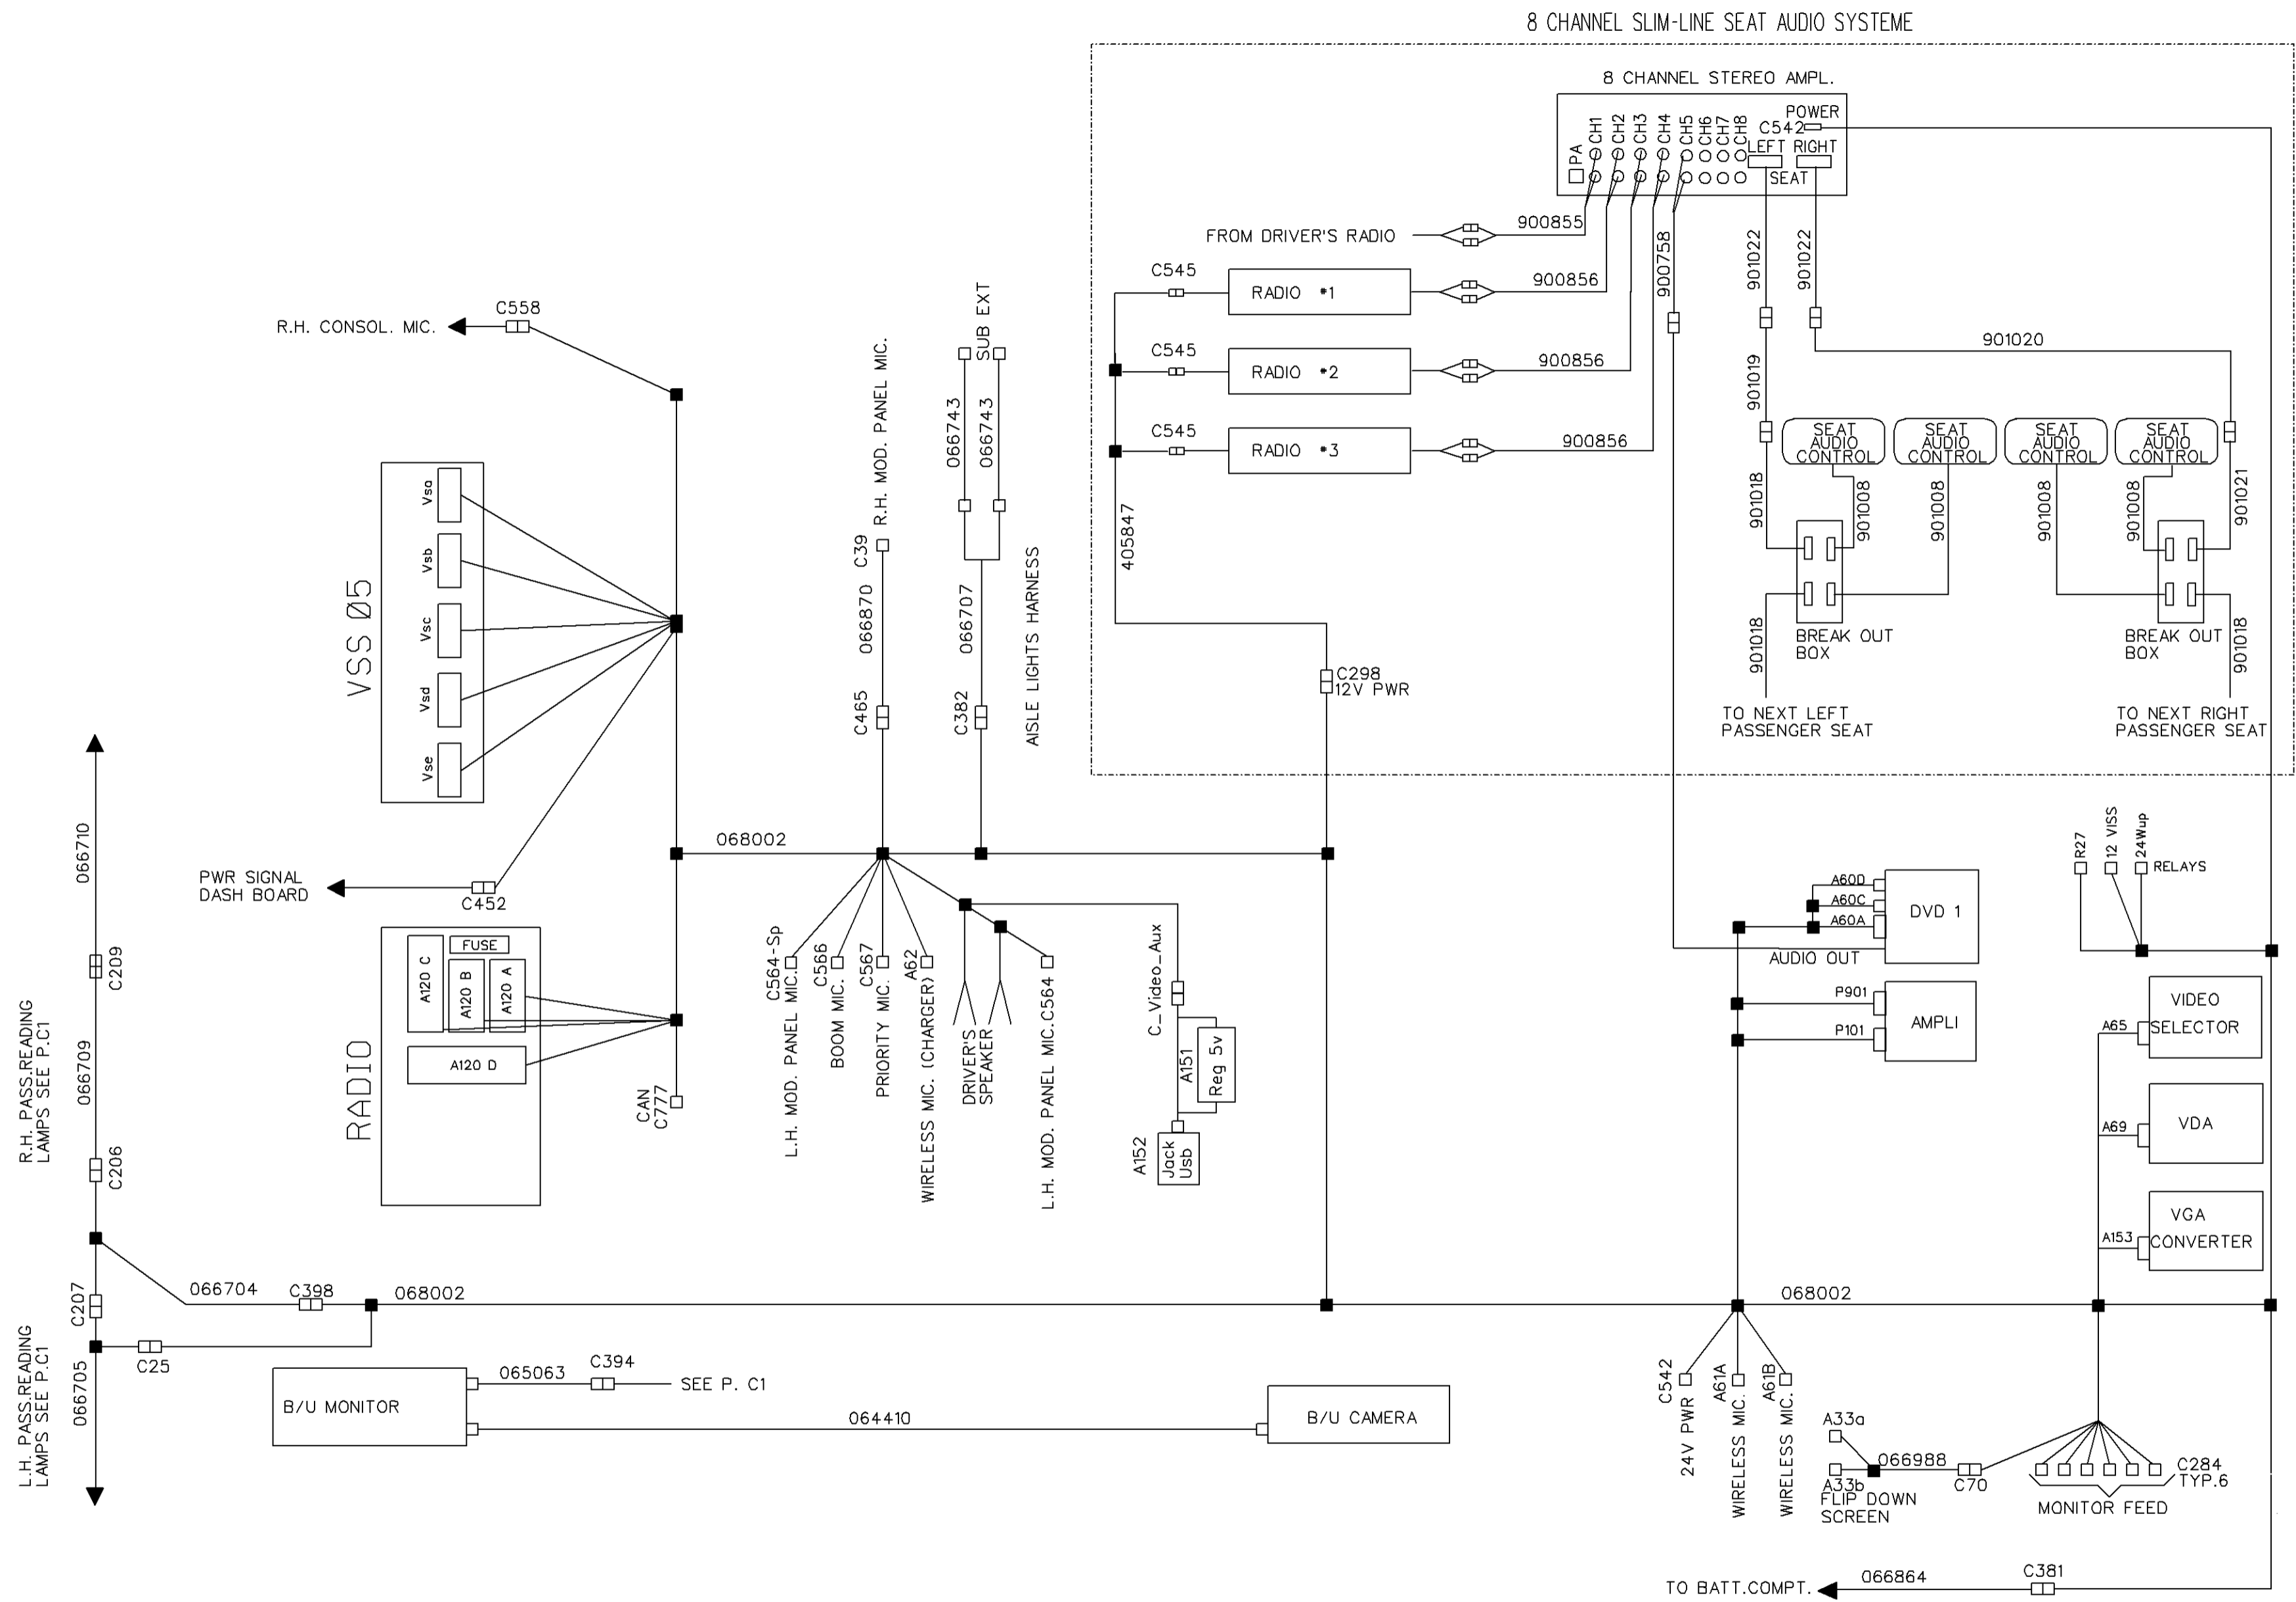 8 CHANNEL SLIM-LINE SEAT AUDIO SYSTEME
8 CHANNEL STEREO AMPL.
POWER
C542
LEFT RIGHT
SEAT
PA
CH1
CH2
CH3
CH4
CH5
CH6
CH7
CH8
FROM DRIVER'S RADIO
900855
C545
RADIO *1
900856
C545
RADIO *2
900856
C545
RADIO *3
900856
900758
901022
901022
901020
901019
SEAT
AUDIO
CONTROL
SEAT
AUDIO
CONTROL
SEAT
AUDIO
CONTROL
SEAT
AUDIO
CONTROL
901018
901008
901008
901008
901008
901021
BREAK OUT
BOX
BREAK OUT
BOX
901018
901018
TO NEXT LEFT
PASSENGER SEAT
TO NEXT RIGHT
PASSENGER SEAT
405847
C298
12V PWR
R.H. CONSOL. MIC.
C558
VSS Ø5
Vsa
Vsb
Vsc
Vsd
Vse
PWR SIGNAL
DASH BOARD
C452
R.H. MOD. PANEL MIC.
C39
066870
C465
SUB EXT
066743
066743
066707
C382
AISLE LIGHTS HARNESS
068002
RADIO
FUSE
A120 C
A120 B
A120 A
A120 D
CAN
C777
C564-Sp
L.H. MOD. PANEL MIC.
C566
BOOM MIC.
C567
PRIORITY MIC.
A62
WIRELESS MIC. (CHARGER)
DRIVER'S
SPEAKER
L.H. MOD. PANEL MIC.C564
C_Video_Aux
A151
Reg 5v
A152
Jack
Usb
066710
C209
066709
C206
R.H. PASS.READING
LAMPS SEE P.C1
066704
C398
068002
C207
C25
066705
L.H. PASS.READING
LAMPS SEE P.C1
B/U MONITOR
065063
C394
SEE P. C1
064410
B/U CAMERA
R27
12 VISS
24Wup
RELAYS
A60D
A60C
A60A
DVD 1
AUDIO OUT
P901
P101
AMPLI
A65
VIDEO
SELECTOR
A69
VDA
A153
VGA
CONVERTER
068002
C542
24V PWR
A61A
WIRELESS MIC.
A61B
WIRELESS MIC.
A33a
A33b
FLIP DOWN
SCREEN
066988
C70
C284
TYP.6
MONITOR FEED
TO BATT.COMPT.
066864
C381